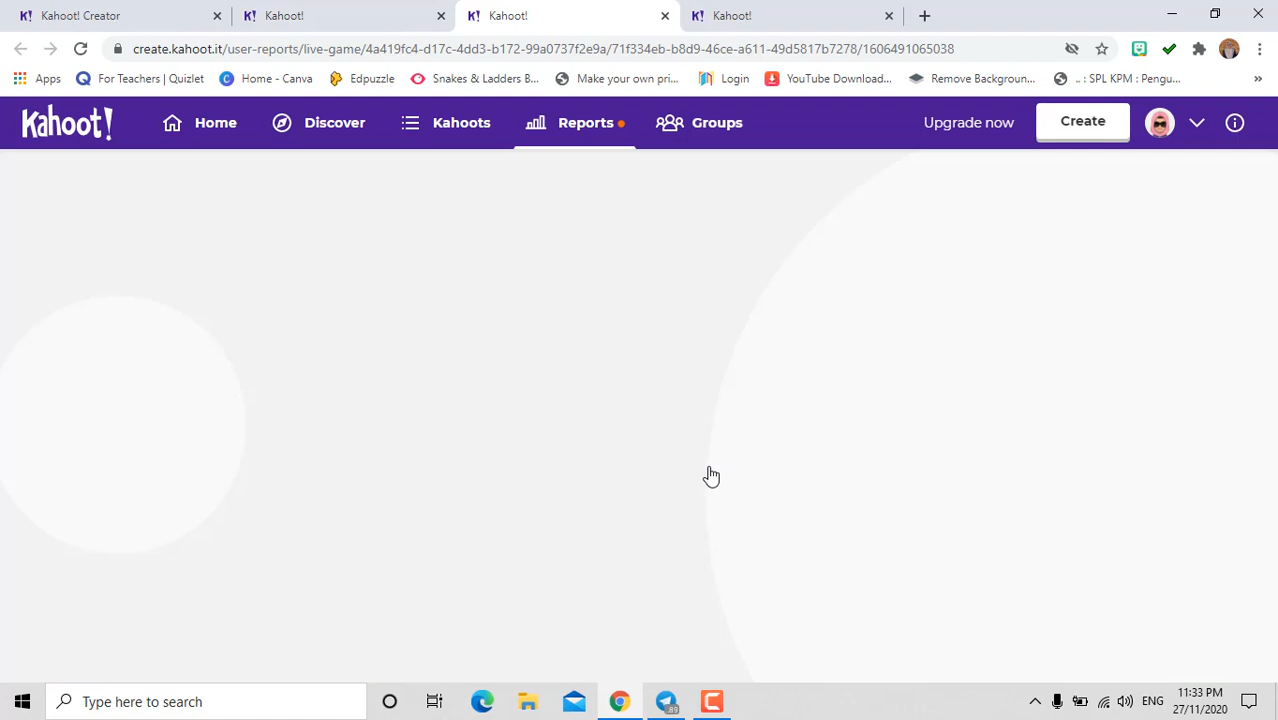 K! Kahoot! Creator
K! Kahoot!
K! Kahoot!
K! Kahoot!
create.kahoot.it/user-reports/live-game/4a419fc4-d17c-4dd3-b172-99a0737f2e9a/71f334eb-b8d9-46ce-a611-49d5817b7278/1606491065038
Apps
For Teachers | Quizlet
Home - Canva
Edpuzzle
Snakes & Ladders B...
Make your own pri...
Login
YouTube Download...
Remove Backgroun...
.. : SPL KPM : Pengu...
»
Kahoot!
Home
Discover
Kahoots
Reports
Groups
Upgrade now
Create
Type here to search
89
ENG
11:33 PM
27/11/2020